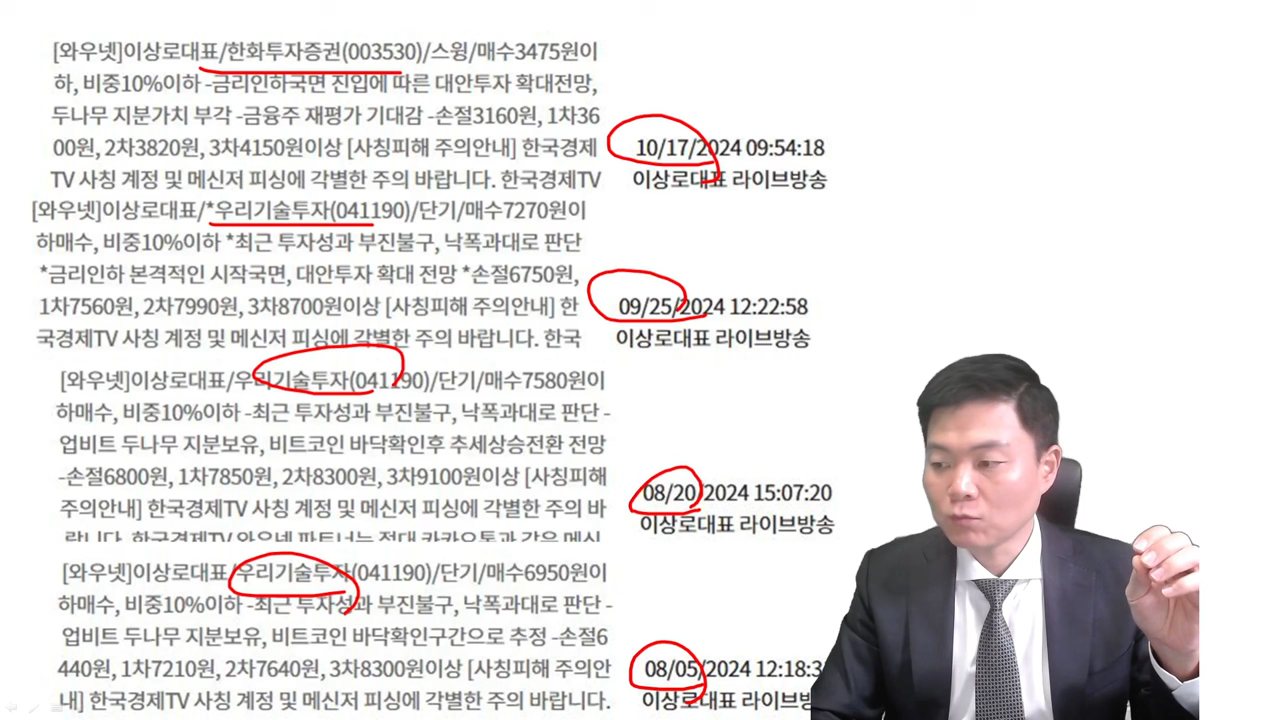 [와우넷]이상로대표/한화투자증권(003530)/스윙/매수3475원이
하, 비중10%이하 -금리인하국면 진입에 따른 대안투자 확대전망,
두나무 지분가치 부각 -금융주 재평가 기대감 -손절3160원, 1차36
00원, 2차3820원, 3차4150원이상 [사칭피해 주의안내] 한국경제
TV 사칭 계정 및 메신저 피싱에 각별한 주의 바랍니다. 한국경제TV
10/17/2024 09:54:18
이상로대표 라이브방송
[와우넷]이상로대표/*우리기술투자(041190)/단기/매수7270원이
하매수, 비중10%이하 *최근 투자성과 부진불구, 낙폭과대로 판단
*금리인하 본격적인 시작국면, 대안투자 확대 전망 *손절6750원,
1차7560원, 2차7990원, 3차8700원이상 [사칭피해 주의안내] 한
국경제TV 사칭 계정 및 메신저 피싱에 각별한 주의 바랍니다. 한국
09/25/2024 12:22:58
이상로대표 라이브방송
[와우넷]이상로대표/우리기술투자(041190)/단기/매수7580원이
하매수, 비중10%이하 -최근 투자성과 부진불구, 낙폭과대로 판단 -
업비트 두나무 지분보유, 비트코인 바닥확인후 추세상승전환 전망
-손절6800원, 1차7850원, 2차8300원, 3차9100원이상 [사칭피해
주의안내] 한국경제TV 사칭 계정 및 메신저 피싱에 각별한 주의 바
랍니다. 한국경제TV 와우넷 파트너는 절대 카카오톡과 같은 메신
08/20/2024 15:07:20
이상로대표 라이브방송
[와우넷]이상로대표/우리기술투자(041190)/단기/매수6950원이
하매수, 비중10%이하 -최근 투자성과 부진불구, 낙폭과대로 판단 -
업비트 두나무 지분보유, 비트코인 바닥확인구간으로 추정 -손절6
440원, 1차7210원, 2차7640원, 3차8300원이상 [사칭피해 주의안
내] 한국경제TV 사칭 계정 및 메신저 피싱에 각별한 주의 바랍니다.
08/05/2024 12:18:3
이상로대표 라이브방